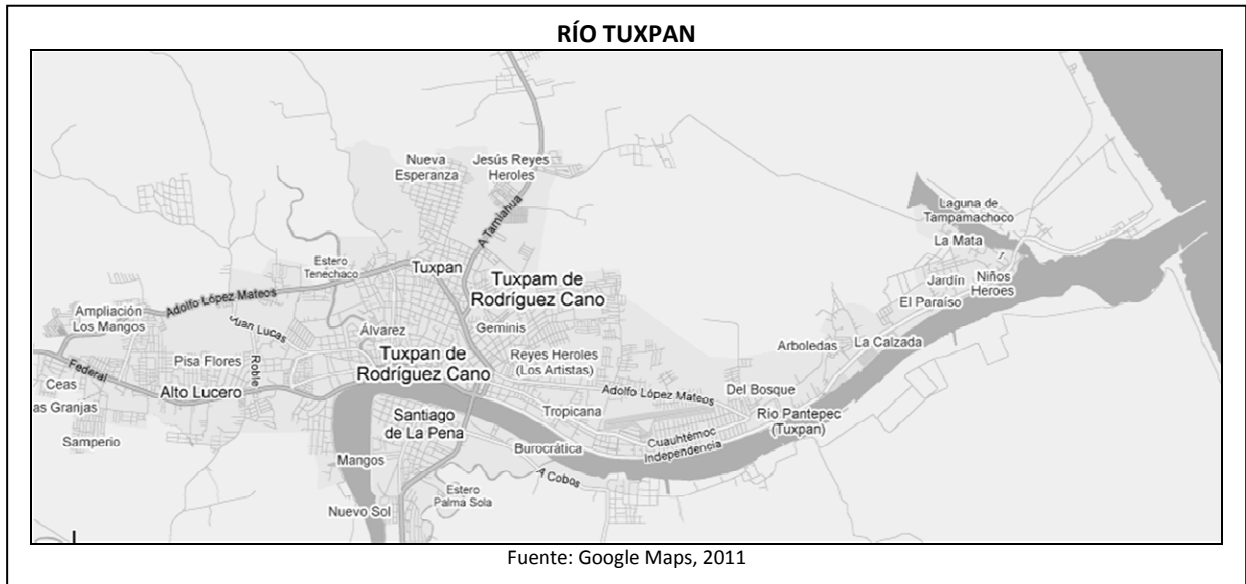 RÍO TUXPAN
Nueva
Esperanza
Jesús Reyes
Heroles
A Tamiahua
Laguna de
Tampamachoco
La Mata
Estero
Tenechaco
Tuxpan
Tuxpam de
Rodríguez Cano
Jardín
Niños
Heroes
El Paraíso
Adolfo López Mateos
Ampliación
Los Mangos
Juan Lucas
Álvarez
Geminis
Arboledas
La Calzada
Pisa Flores
Roble
Tuxpan de
Rodríguez Cano
Reyes Heroles
(Los Artistas)
Federal
Ceas
as Granjas
Alto Lucero
Adolfo López Mateos
Del Bosque
Samperio
Santiago
de La Pena
Tropicana
Río Pantepec
(Tuxpan)
Cuauhtémoc
Independencia
Burocrática
Mangos
A Cobos
Estero
Palma Sola
Nuevo Sol
Fuente: Google Maps, 2011